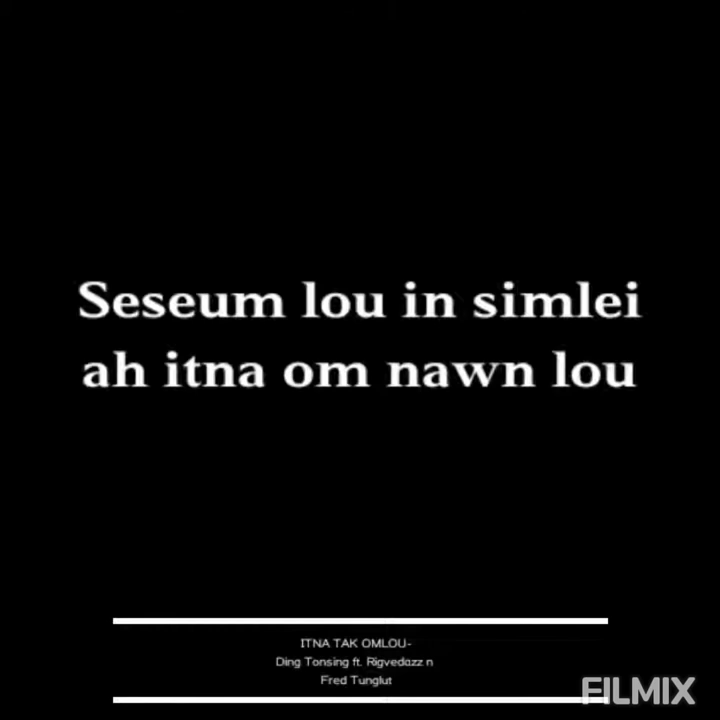 Seseum lou in simlei
ah itna om nawn lou
ITNA TAK OMLOU-
Ding Tonsing ft. Rigvedazz n
Fred Tunglut
FILMIX